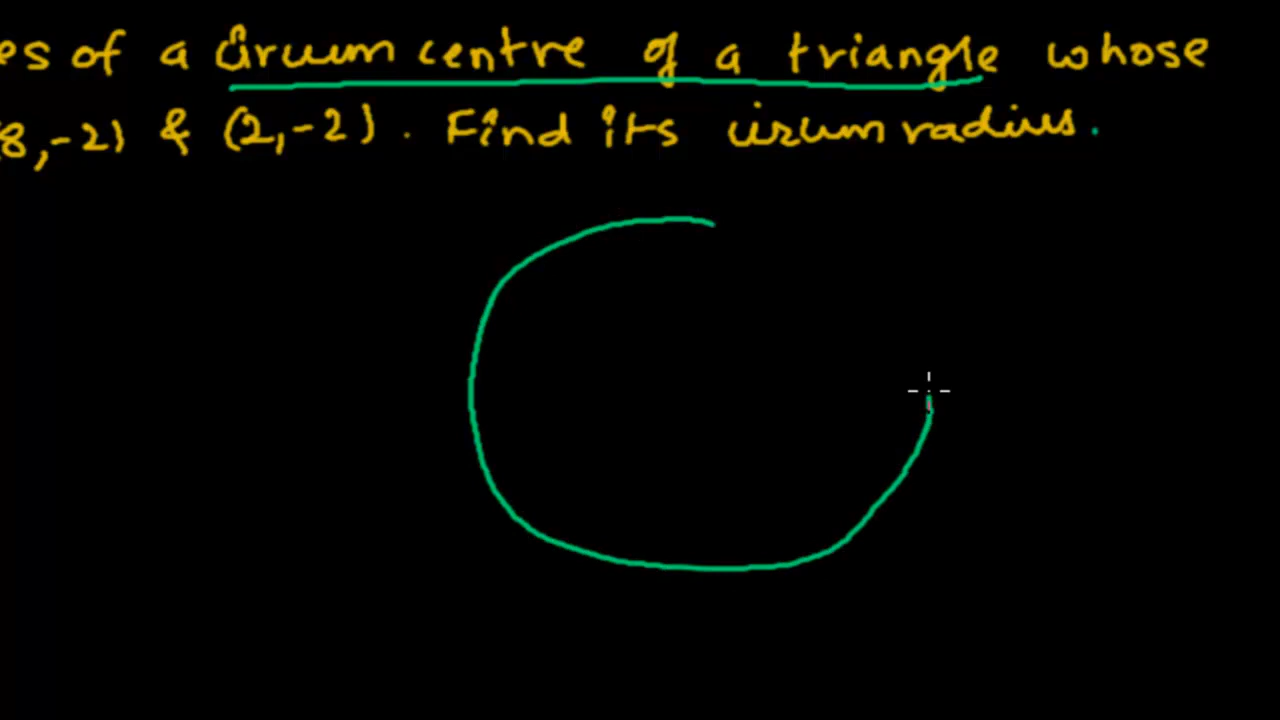 es of a Circum centre of a triangle whose
(8,-2) & (2,-2). Find its circum radius.